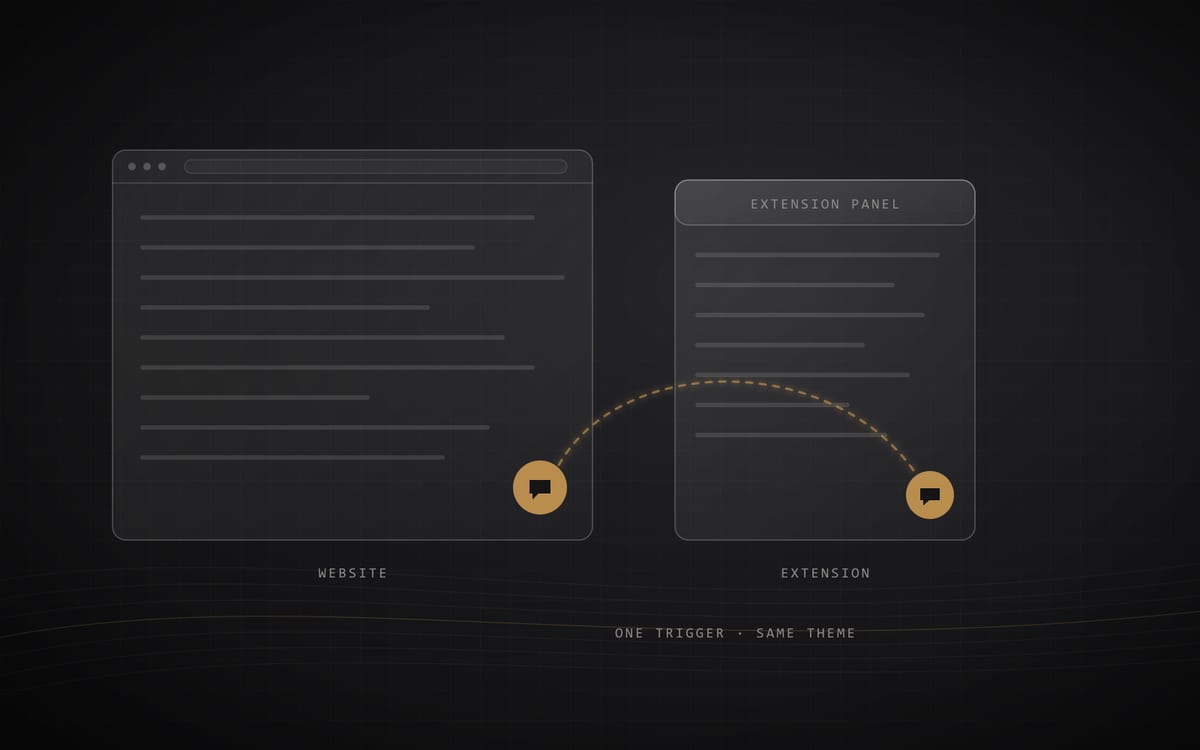 EXTENSION PANEL
WEBSITE
EXTENSION
ONE TRIGGER · SAME THEME